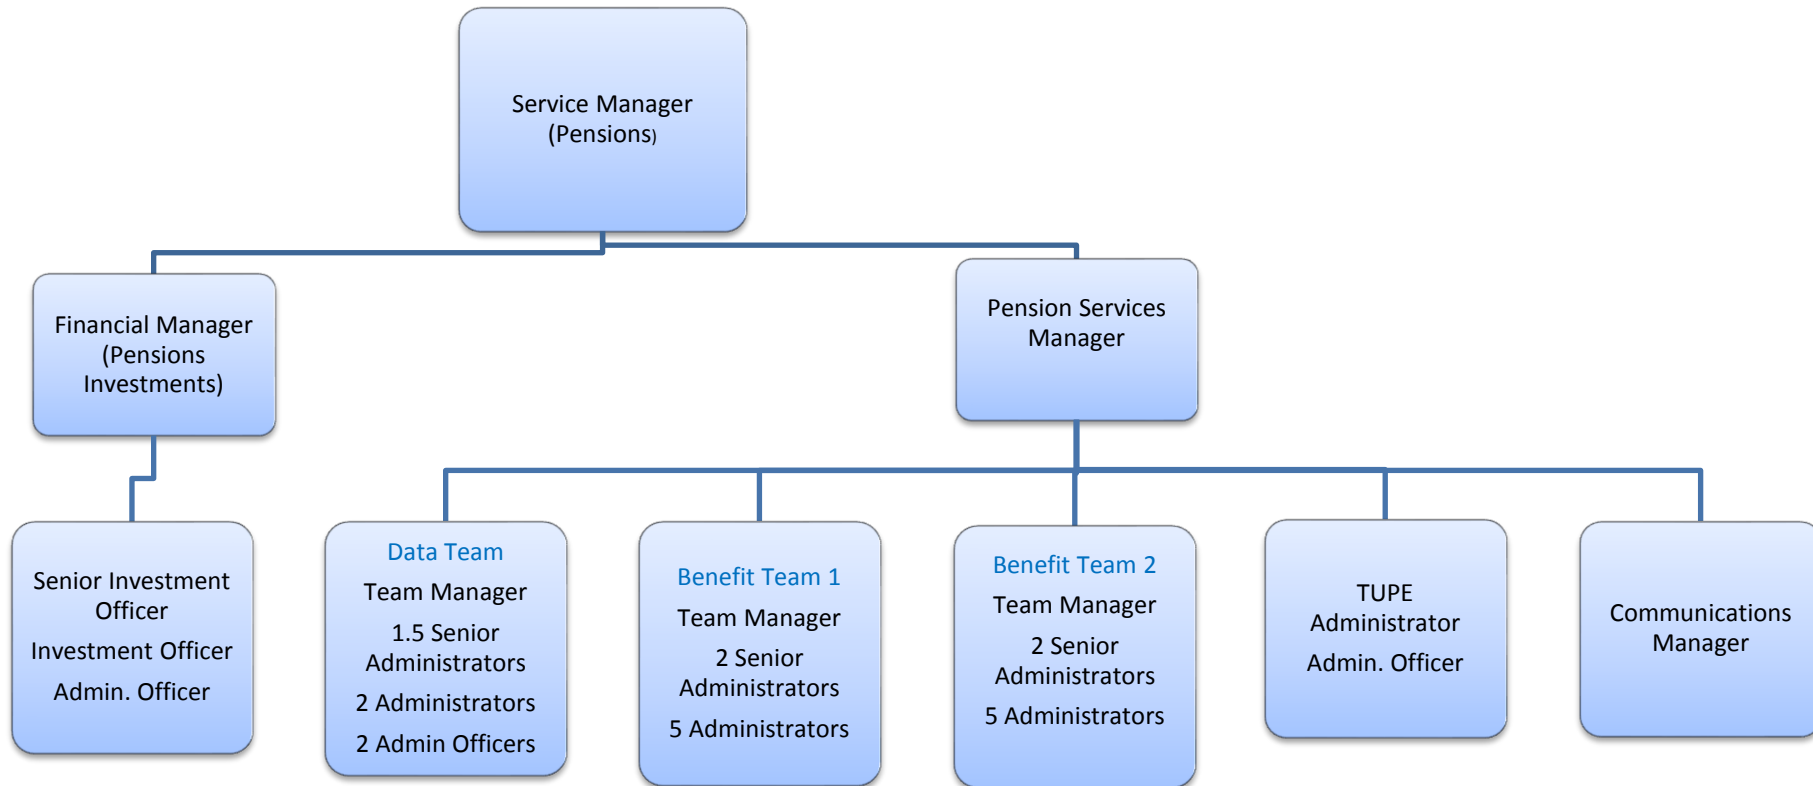 Service Manager
(Pensions)
Financial Manager
(Pensions
Investments)
Pension Services
Manager
Senior Investment
Officer
Investment Officer
Admin. Officer
Data Team
Team Manager
1.5 Senior
Administrators
2 Administrators
2 Admin Officers
Benefit Team 1
Team Manager
2 Senior
Administrators
5 Administrators
Benefit Team 2
Team Manager
2 Senior
Administrators
5 Administrators
TUPE
Administrator
Admin. Officer
Communications
Manager